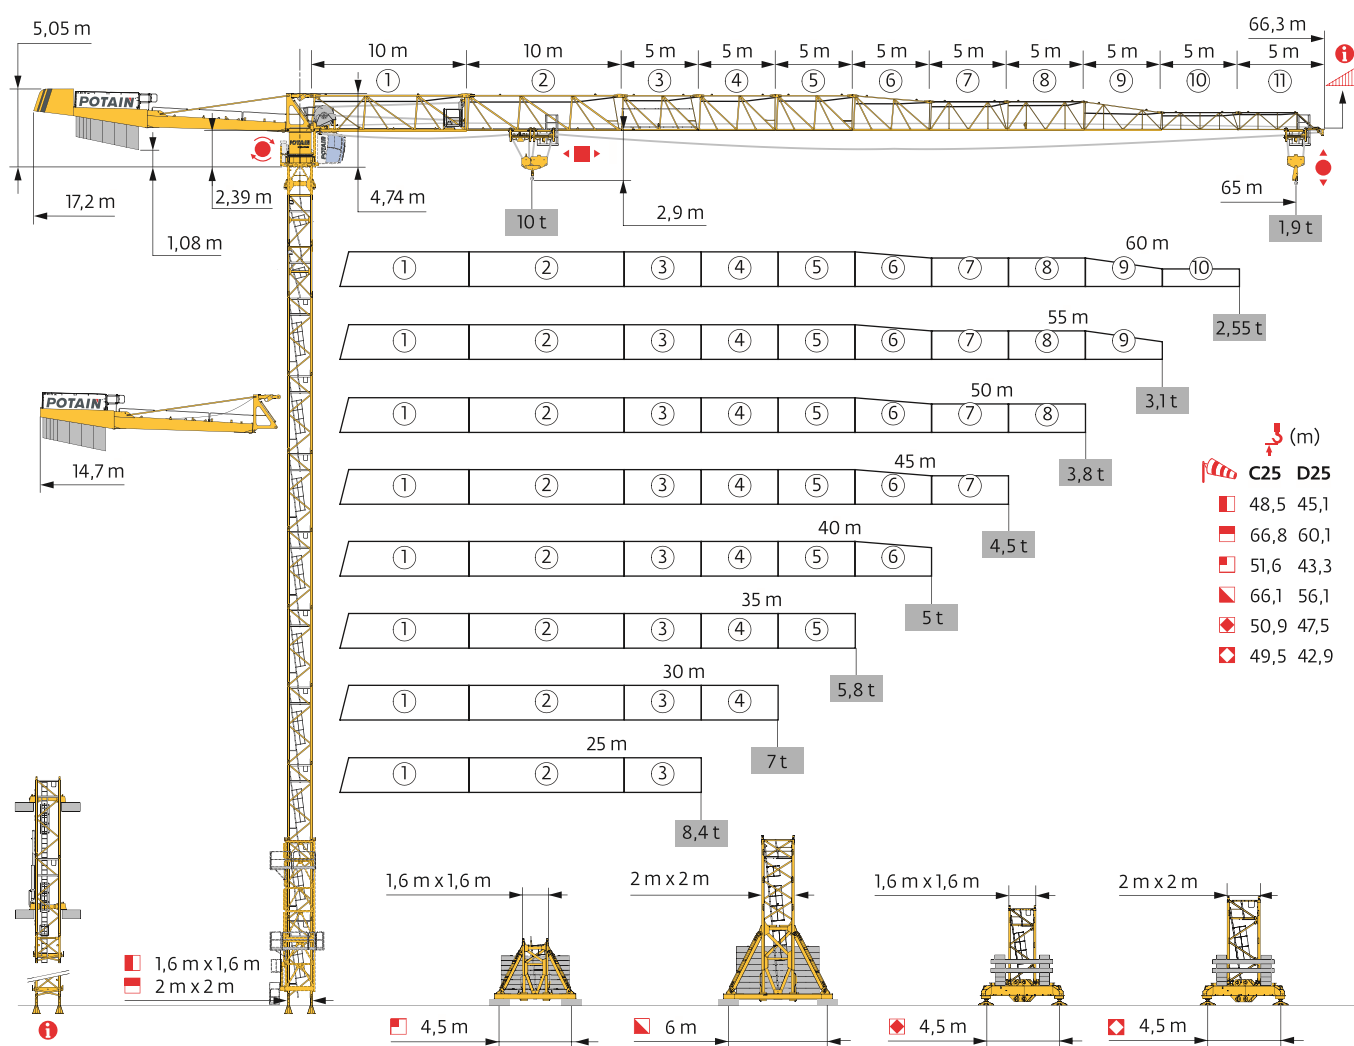 5,05 m
66,3 m
10 m 10 m 5 m 5 m 5 m 5 m 5 m 5 m 5 m 5 m 5 m
1 2 3 4 5 6 7 8 9 10 11
i
POTAIN
POTAIN
POTAIN
17,2 m
2,39 m
4,74 m
2,9 m
65 m
10 t
1,9 t
1,08 m
60 m
1 2 3 4 5 6 7 8 9 10
2,55 t
55 m
1 2 3 4 5 6 7 8 9
3,1 t
50 m
1 2 3 4 5 6 7 8
3,8 t
POTAIN
14,7 m
45 m
1 2 3 4 5 6 7
4,5 t
40 m
1 2 3 4 5 6
5 t
35 m
1 2 3 4 5
5,8 t
30 m
1 2 3 4
7 t
25 m
1 2 3
8,4 t
(m)
C25 D25
48,5 45,1
66,8 60,1
51,6 43,3
66,1 56,1
50,9 47,5
49,5 42,9
1,6 m x 1,6 m
2 m x 2 m
1,6 m x 1,6 m
2 m x 2 m
1,6 m x 1,6 m
2 m x 2 m
i
4,5 m
6 m
4,5 m
4,5 m